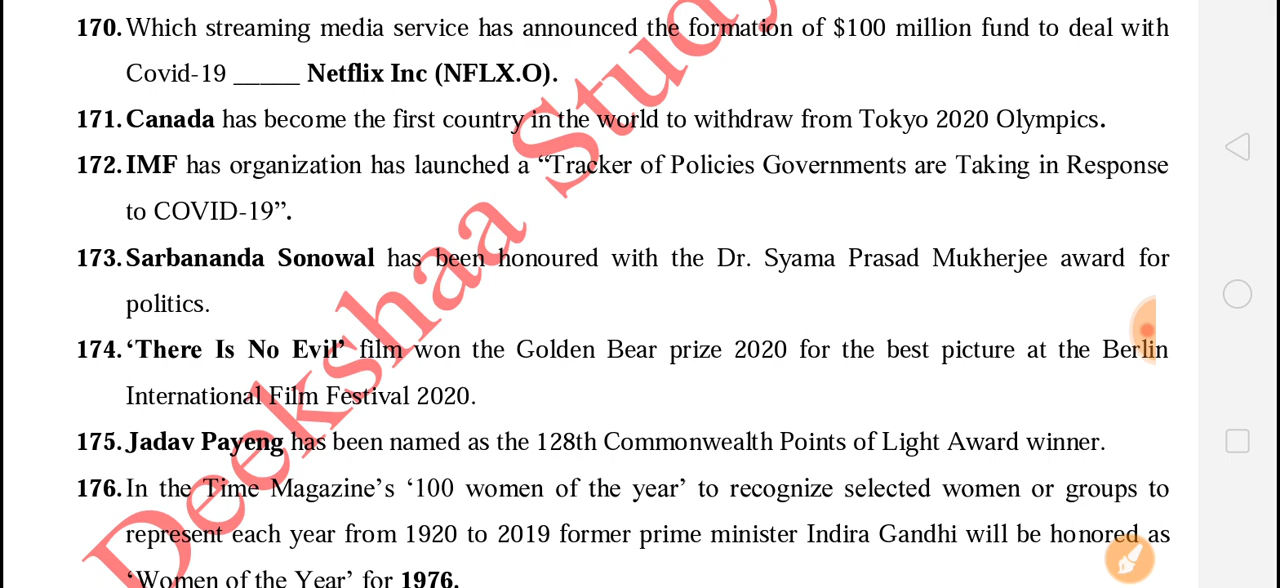 170. Which streaming media service has announced the formation of $100 million fund to deal with
Covid-19 _____ Netflix Inc (NFLX.O).
171. Canada has become the first country in the world to withdraw from Tokyo 2020 Olympics.
172. IMF has organization has launched a “Tracker of Policies Governments are Taking in Response
to COVID-19”.
173. Sarbananda Sonowal has been honoured with the Dr. Syama Prasad Mukherjee award for
politics.
174. ‘There Is No Evil’ film won the Golden Bear prize 2020 for the best picture at the Berlin
International Film Festival 2020.
175. Jadav Payeng has been named as the 128th Commonwealth Points of Light Award winner.
176. In the Time Magazine’s ‘100 women of the year’ to recognize selected women or groups to
represent each year from 1920 to 2019 former prime minister Indira Gandhi will be honored as
‘Women of the Year’ for 1976.
Deekshaa Study